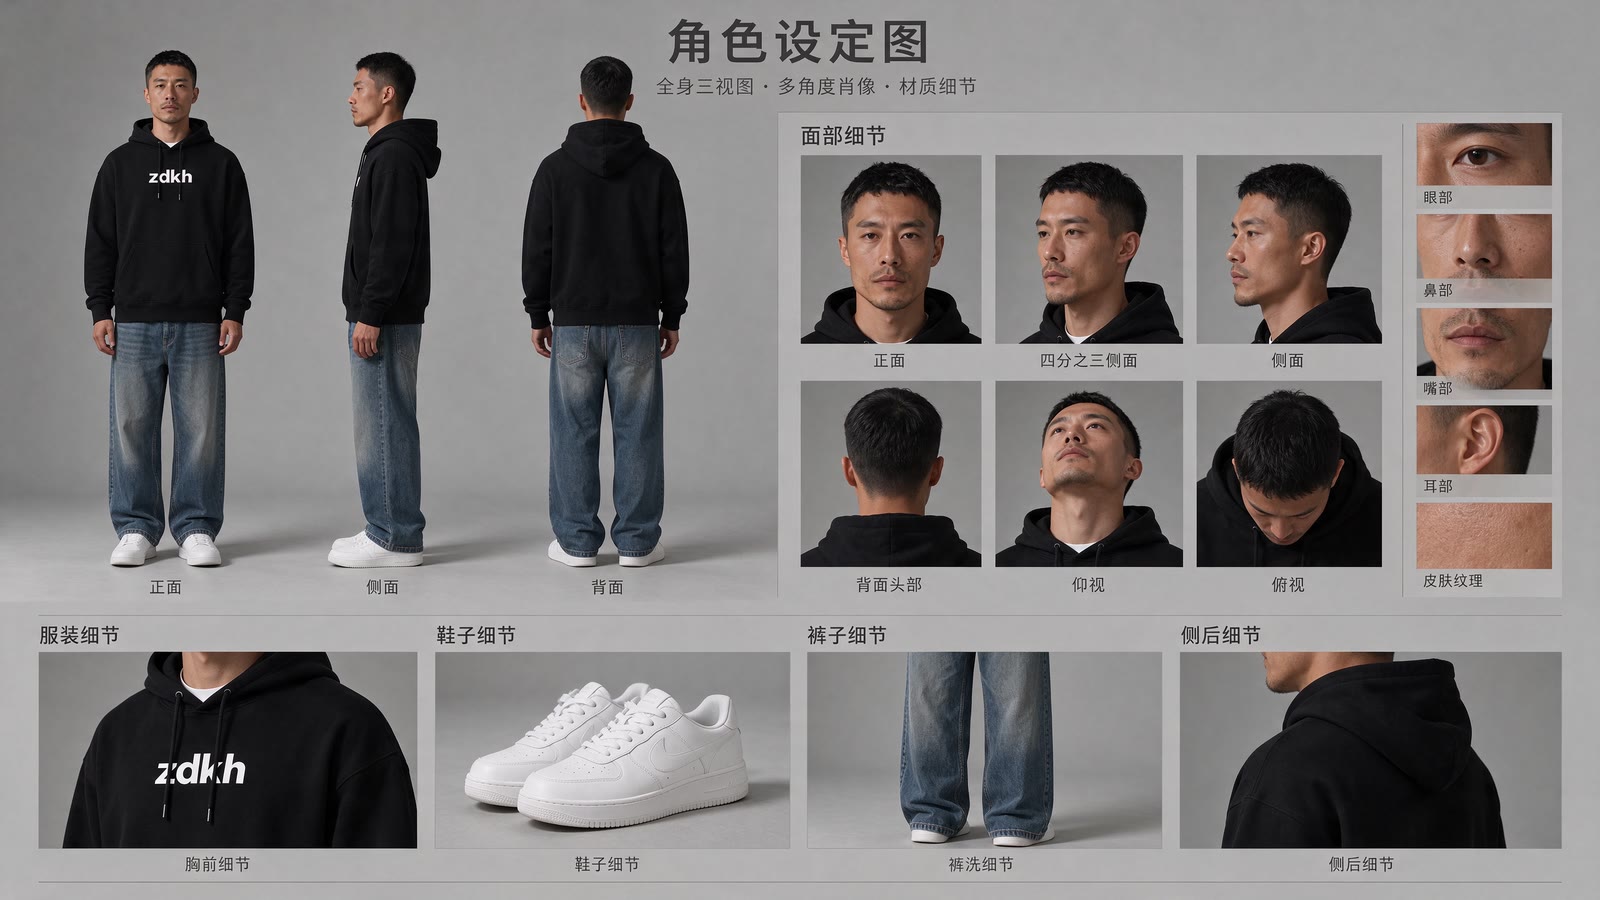 角色设定图
全身三视图·多角度肖像·材质细节
zdkh
正面
侧面
背面
面部细节
正面
四分之三侧面
侧面
背面头部
仰视
俯视
眼部
鼻部
嘴部
耳部
皮肤纹理
服装细节
zdkh
胸前细节
鞋子细节
鞋子细节
裤子细节
裤洗细节
侧后细节
侧后细节